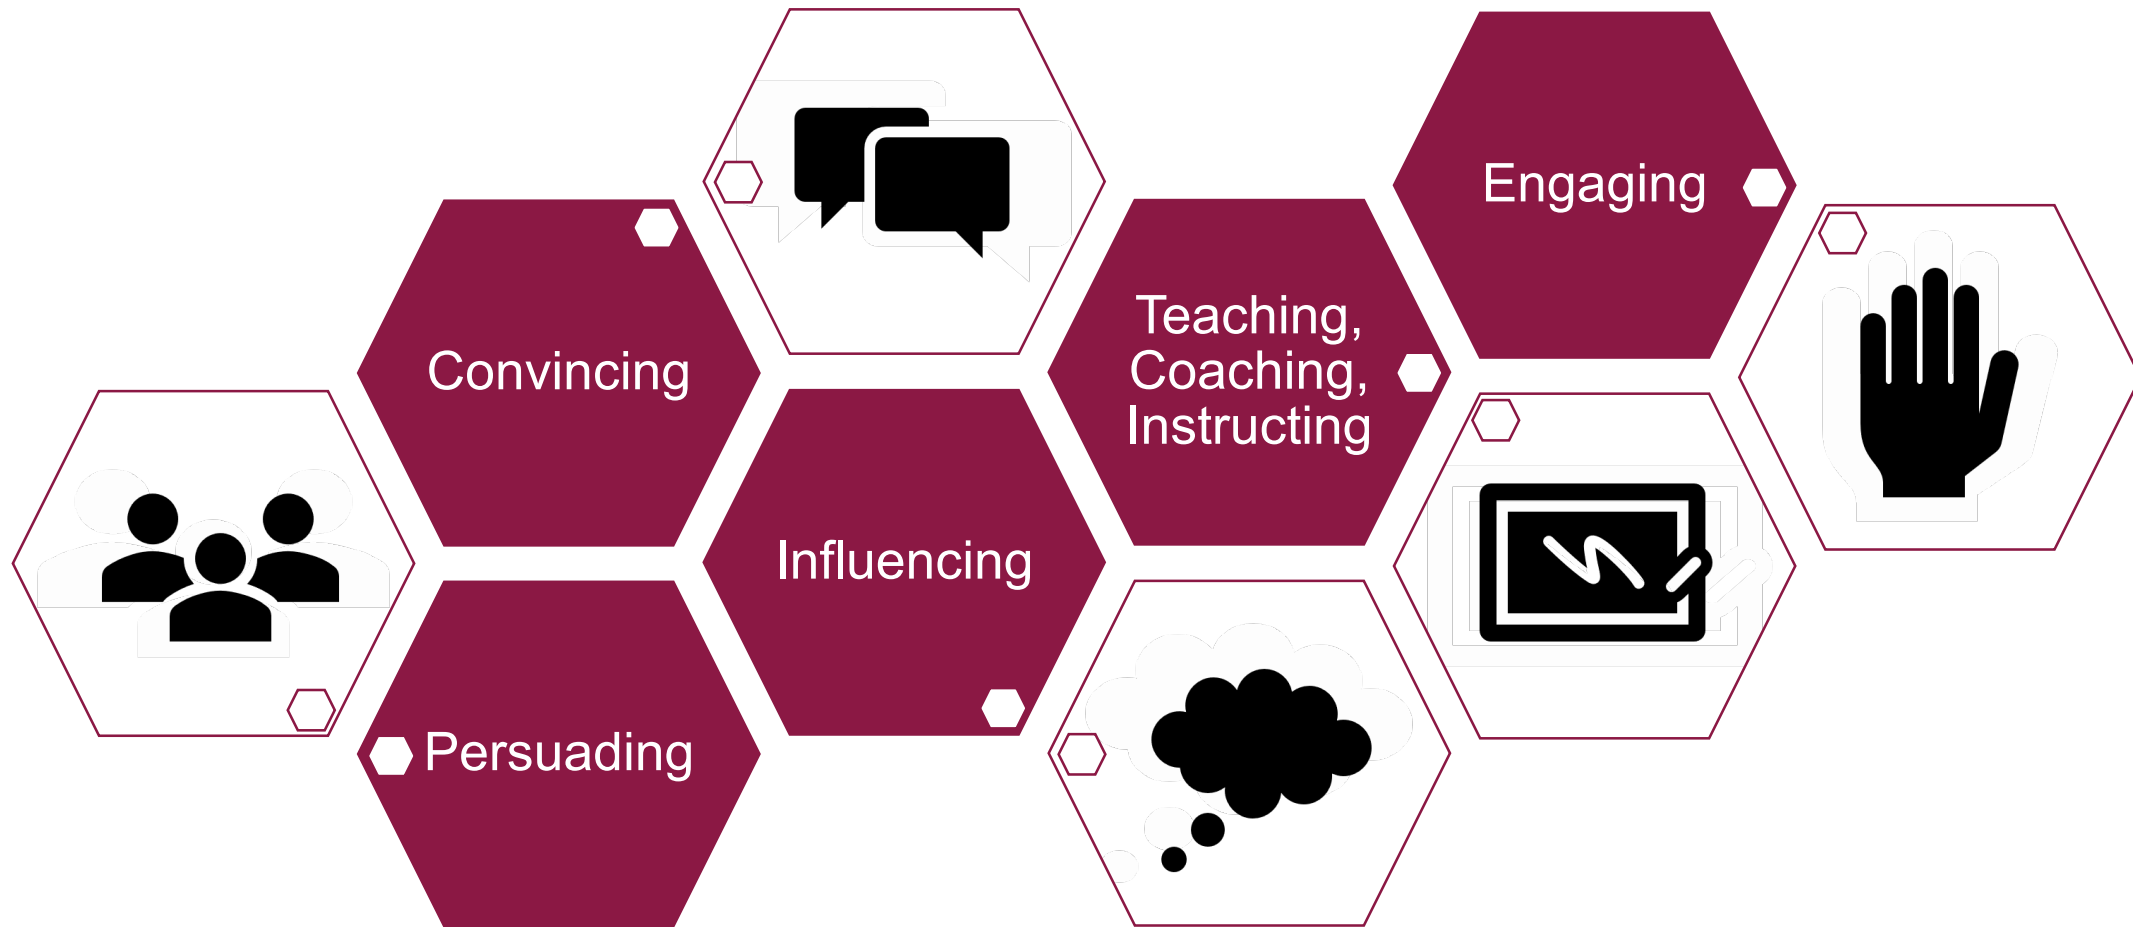 Convincing
Persuading
Influencing
Teaching,
Coaching,
Instructing
Engaging